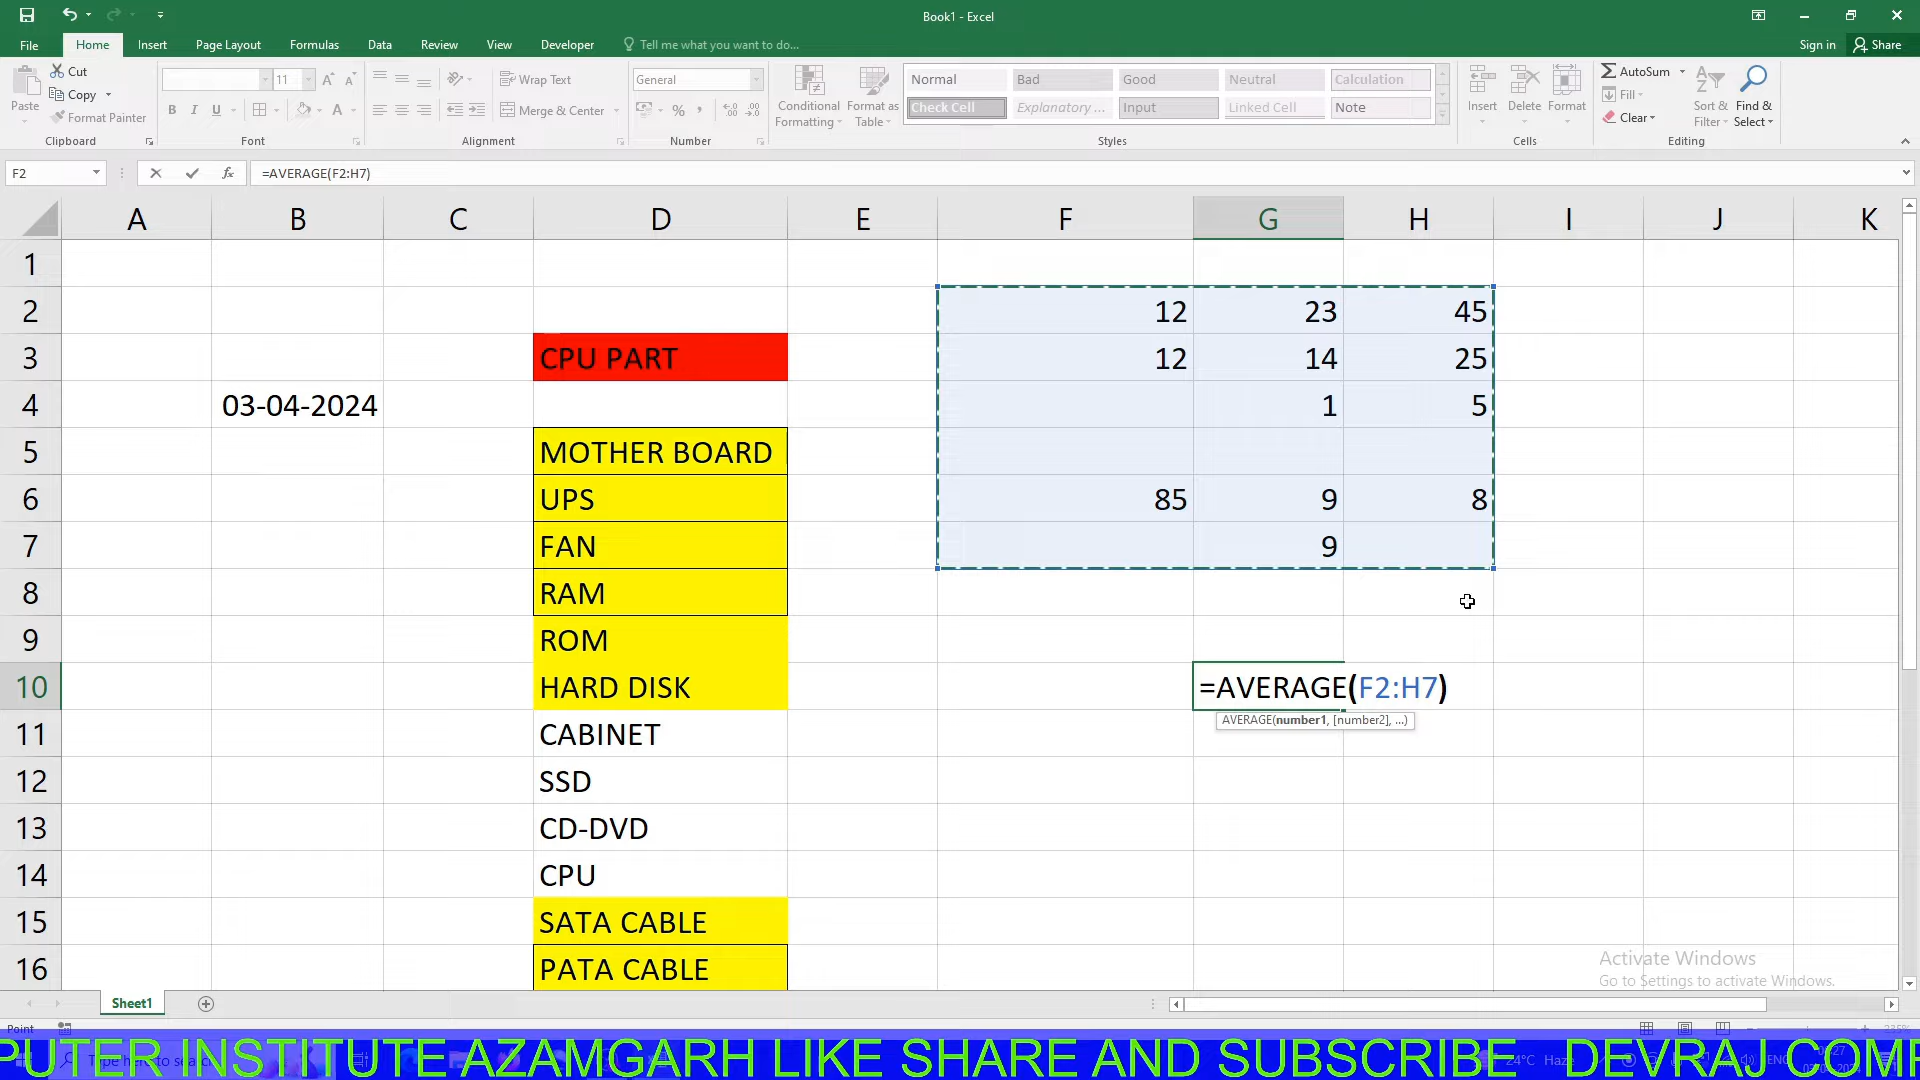 Book1 - Excel
File Home Insert Page Layout Formulas Data Review View Developer Tell me what you want to do... Sign in Share
Cut
Copy
Format Painter
Paste
Clipboard
11
B I U
Font
Wrap Text
Merge & Center
Alignment
General
Number
Conditional Formatting
Format as Table
Normal Bad Good Neutral Calculation
Check Cell Explanatory ... Input Linked Cell Note
Styles
Insert Delete Format
Cells
AutoSum
Fill
Clear
Sort & Filter
Find & Select
Editing
F2 fx =AVERAGE(F2:H7)
A B C D E F G H I J K
1
2 12 23 45
3 CPU PART 12 14 25
4 03-04-2024 1 5
5 MOTHER BOARD
6 UPS 85 9 8
7 FAN 9
8 RAM
9 ROM
10 HARD DISK =AVERAGE(F2:H7)
AVERAGE(number1, [number2], ...)
11 CABINET
12 SSD
13 CD-DVD
14 CPU
15 SATA CABLE
16 PATA CABLE
Activate Windows
Go to Settings to activate Windows.
Sheet1
Point 235%
PUTER INSTITUTE AZAMGARH LIKE SHARE AND SUBSCRIBE DEVRAJ COMP
24°C Haze